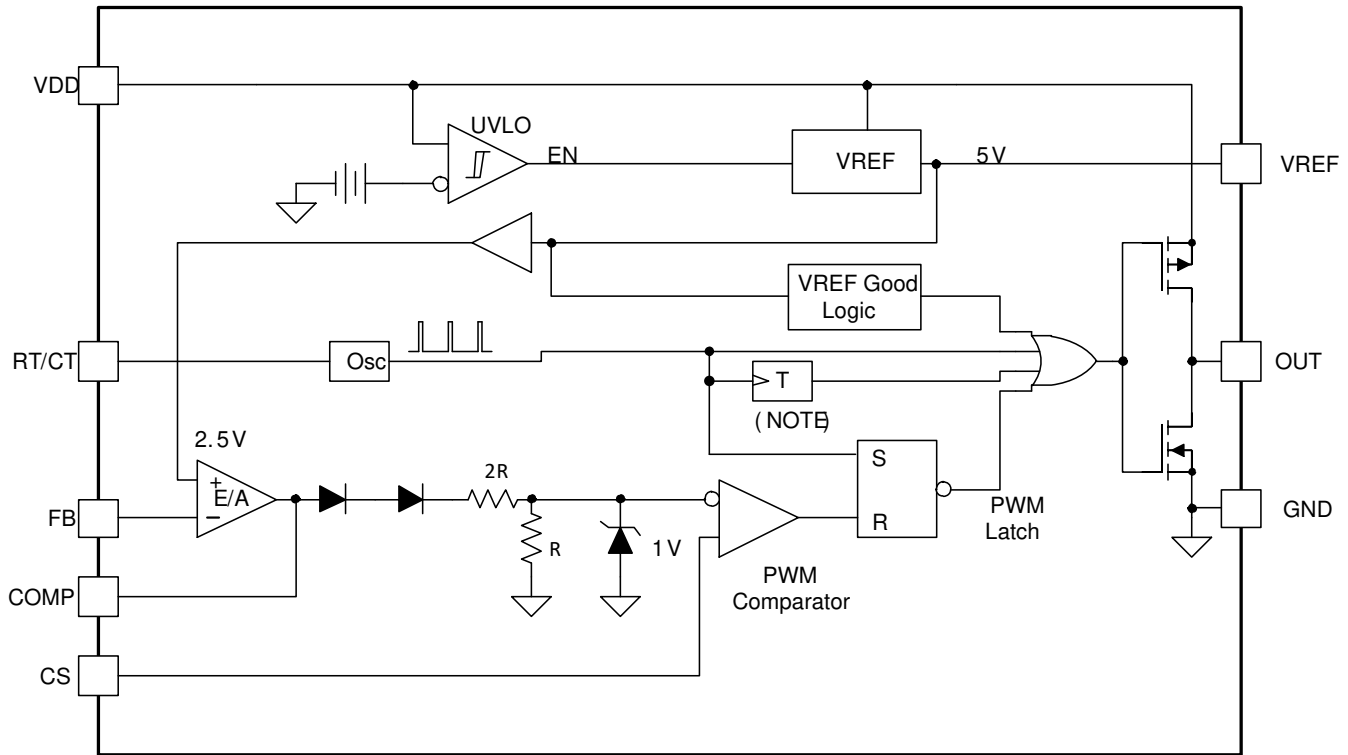 VDD
UVLO
EN
VREF
5V
VREF
VREF Good
Logic
RT/CT
Osc
T
(NOTE)
OUT
2.5V
+
E/A
−
FB
2R
R
1V
S
R
PWM
Latch
GND
COMP
PWM
Comparator
CS